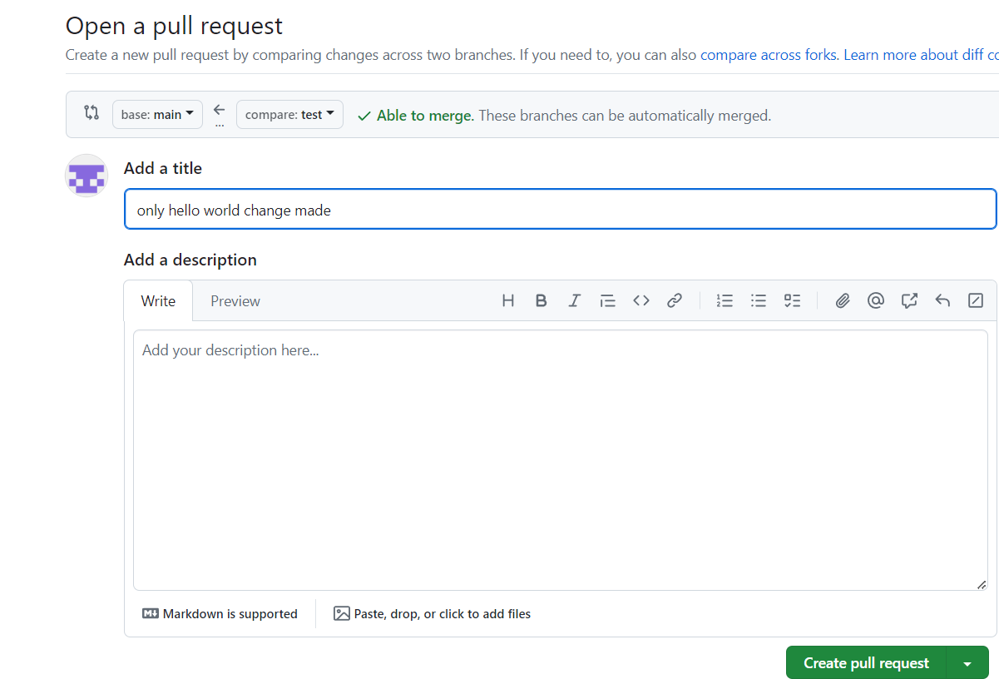 Open a pull request
Create a new pull request by comparing changes across two branches. If you need to, you can also compare across forks. Learn more about diff
base: main ← compare: test ✓ Able to merge. These branches can be automatically merged.
...
Add a title
only hello world change made
Add a description
Write Preview
Add your description here...
Markdown is supported Paste, drop, or click to add files
Create pull request